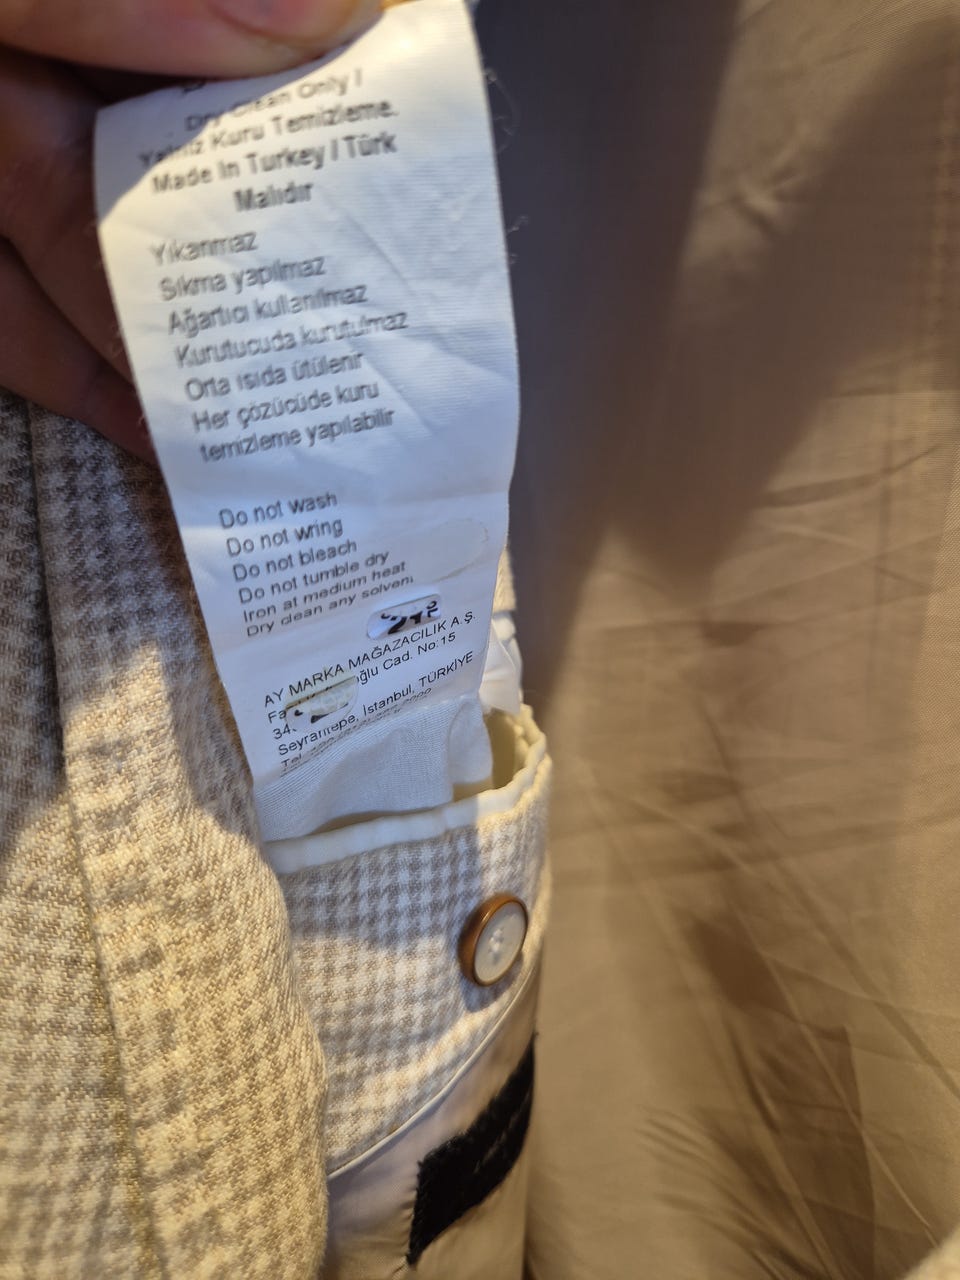 Dry Clean Only /
Yalnız Kuru Temizleme.
Made In Turkey / Türk
Malıdır
Yıkanmaz
Sıkma yapılmaz
Ağartıcı kullanılmaz
Kurutucuda kurutulmaz
Orta ısıda ütülenir
Her çözücüde kuru
temizleme yapılabilir
Do not wash
Do not wring
Do not bleach
Do not tumble dry
Iron at medium heat
Dry clean any solvent
AY MARKA MAĞAZACILIK A.Ş.
Cad. No:15
Seyrantepe, İstanbul, TÜRKİYE
Tel